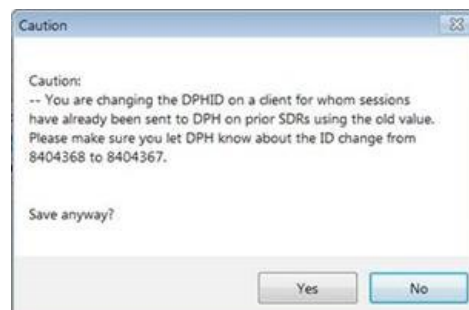 Caution
Caution:
-- You are changing the DPHID on a client for whom sessions
have already been sent to DPH on prior SDRs using the old value.
Please make sure you let DPH know about the ID change from
8404368 to 8404367.
Save anyway?
Yes
No